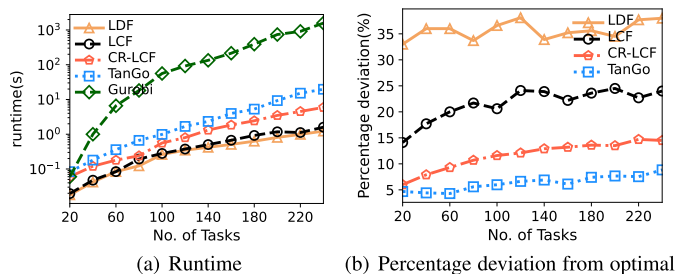 LDF
LCF
CR-LCF
TanGo
Gurobi
runtime(s)
10³
10²
10¹
10⁰
10⁻¹
20 60 100 140 180 220
No. of Tasks
(a) Runtime
LDF
LCF
CR-LCF
TanGo
Percentage deviation(%)
35
30
25
20
15
10
5
20 60 100 140 180 220
No. of Tasks
(b) Percentage deviation from optimal